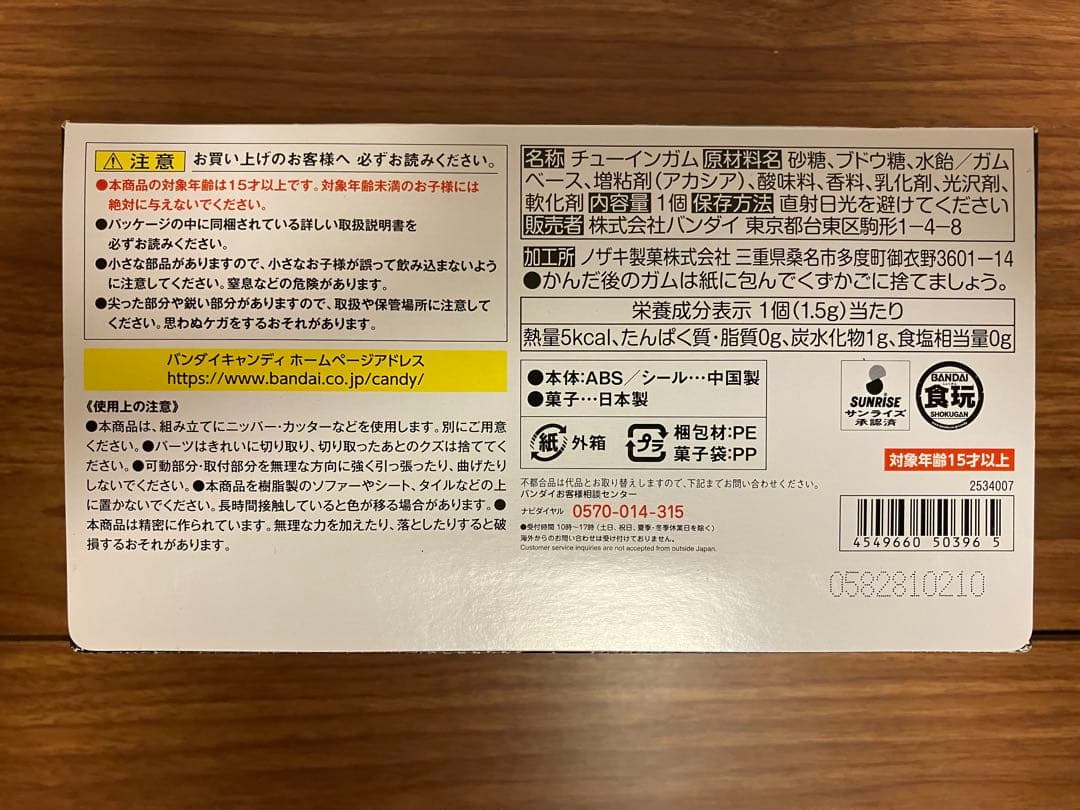 ⚠ 注意 お買い上げのお客様へ 必ずお読みください。
●本商品の対象年齢は15才以上です。対象年齢未満のお子様には
絶対に与えないでください。
●パッケージの中に同梱されている詳しい取扱説明書を
必ずお読みください。
●小さな部品がありますので、小さなお子様が誤って飲み込まないよう
に注意してください。窒息などの危険があります。
●尖った部分や鋭い部分がありますので、取扱や保管場所に注意して
ください。思わぬケガをするおそれがあります。
バンダイキャンディ ホームページアドレス
https://www.bandai.co.jp/candy/
《使用上の注意》
●本商品は、組み立てにニッパー・カッターなどを使用します。別にご用意
ください。●パーツはきれいに切り取り、切り取ったあとのクズは捨ててく
ださい。●可動部分・取付部分を無理な方向に強く引っ張ったり、曲げたり
しないでください。●本商品を樹脂製のソファーやシート、タイルなどの上
に置かないでください。長時間接触していると色が移る場合があります。●
本商品は精密に作られています。無理な力を加えたり、落としたりすると破
損するおそれがあります。
名称 チューインガム 原材料名 砂糖、ブドウ糖、水飴／ガム
ベース、増粘剤（アカシア）、酸味料、香料、乳化剤、光沢剤、
軟化剤 内容量 1個 保存方法 直射日光を避けてください
販売者 株式会社バンダイ 東京都台東区駒形1-4-8
加工所 ノザキ製菓株式会社 三重県桑名市多度町御衣野3601-14
●かんだ後のガムは紙に包んでくずかごに捨てましょう。
栄養成分表示 1個（1.5g）当たり
熱量5kcal、たんぱく質・脂質0g、炭水化物1g、食塩相当量0g
●本体：ABS／シール…中国製
●菓子…日本製
紙 外箱
プラ 梱包材：PE
菓子袋：PP
SUNRISE
サンライズ
承認済
BANDAI
食玩
SHOKUGAN
対象年齢15才以上
不都合品は代品とお取り替えしますので、下記までお問い合わせください。
バンダイお客様相談センター
ナビダイヤル 0570-014-315
●受付時間 10時～17時（土日、祝日、夏季・冬季休業日を除く）
海外からのお問い合わせは受け付けておりません。
Customer service inquiries are not accepted from outside Japan.
2534007
4 549660 503965
0582810210